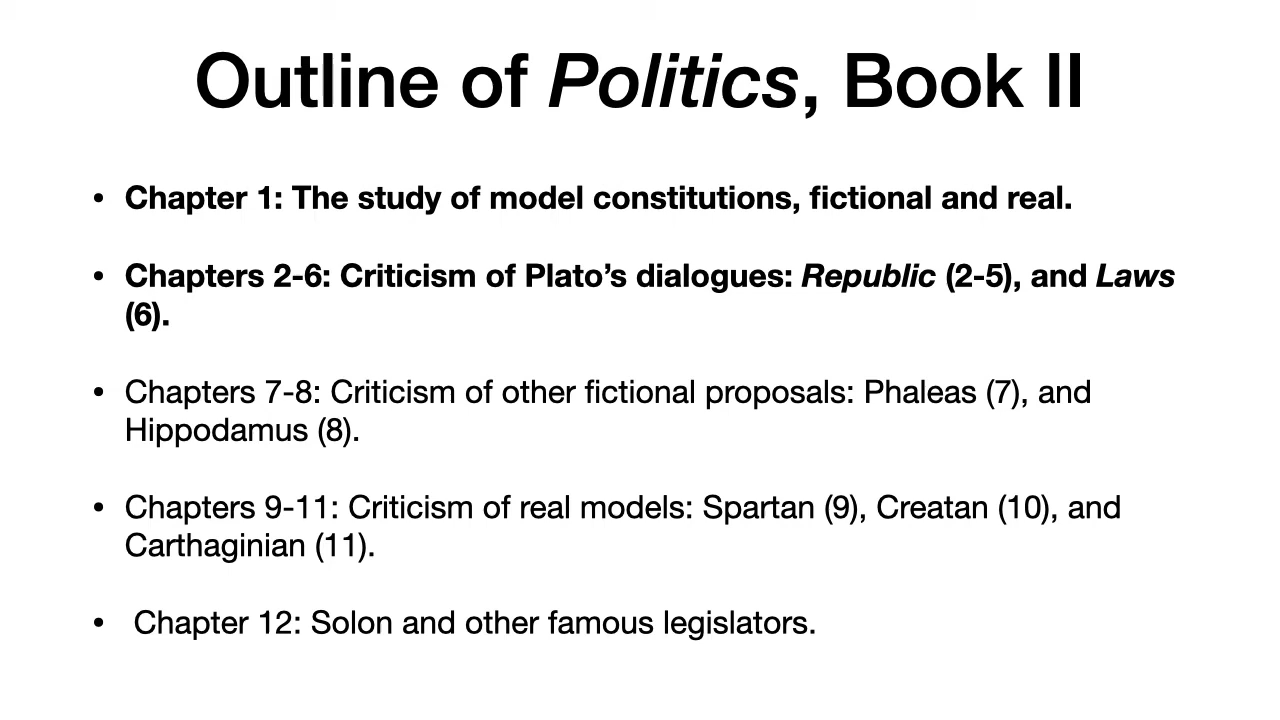 Outline of Politics, Book II
• Chapter 1: The study of model constitutions, fictional and real.
• Chapters 2-6: Criticism of Plato’s dialogues: Republic (2-5), and Laws
(6).
• Chapters 7-8: Criticism of other fictional proposals: Phaleas (7), and
Hippodamus (8).
• Chapters 9-11: Criticism of real models: Spartan (9), Creatan (10), and
Carthaginian (11).
• Chapter 12: Solon and other famous legislators.